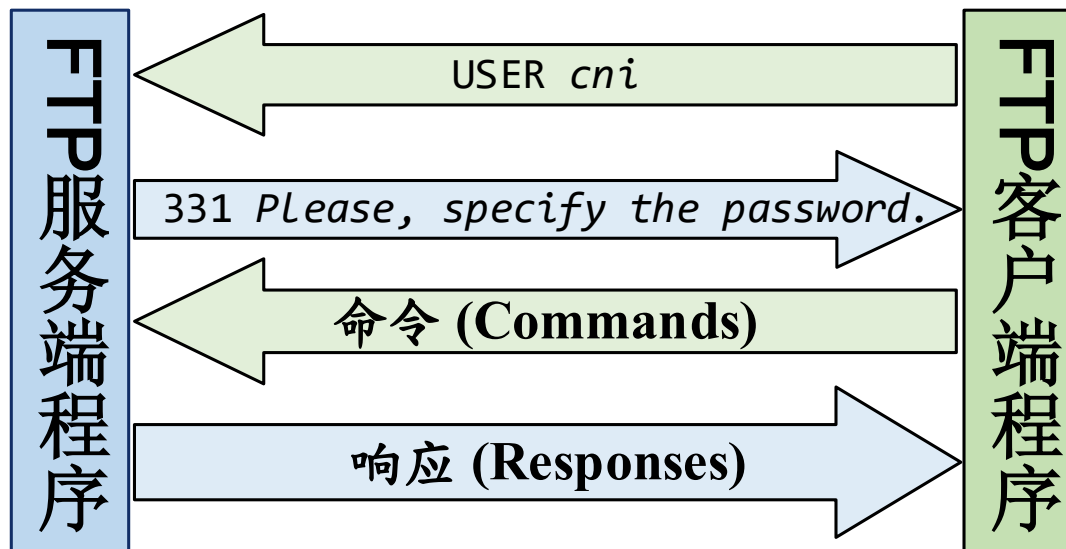 FTP服务端程序
USER cni
331 Please, specify the password.
命令 (Commands)
响应 (Responses)
FTP客户端程序